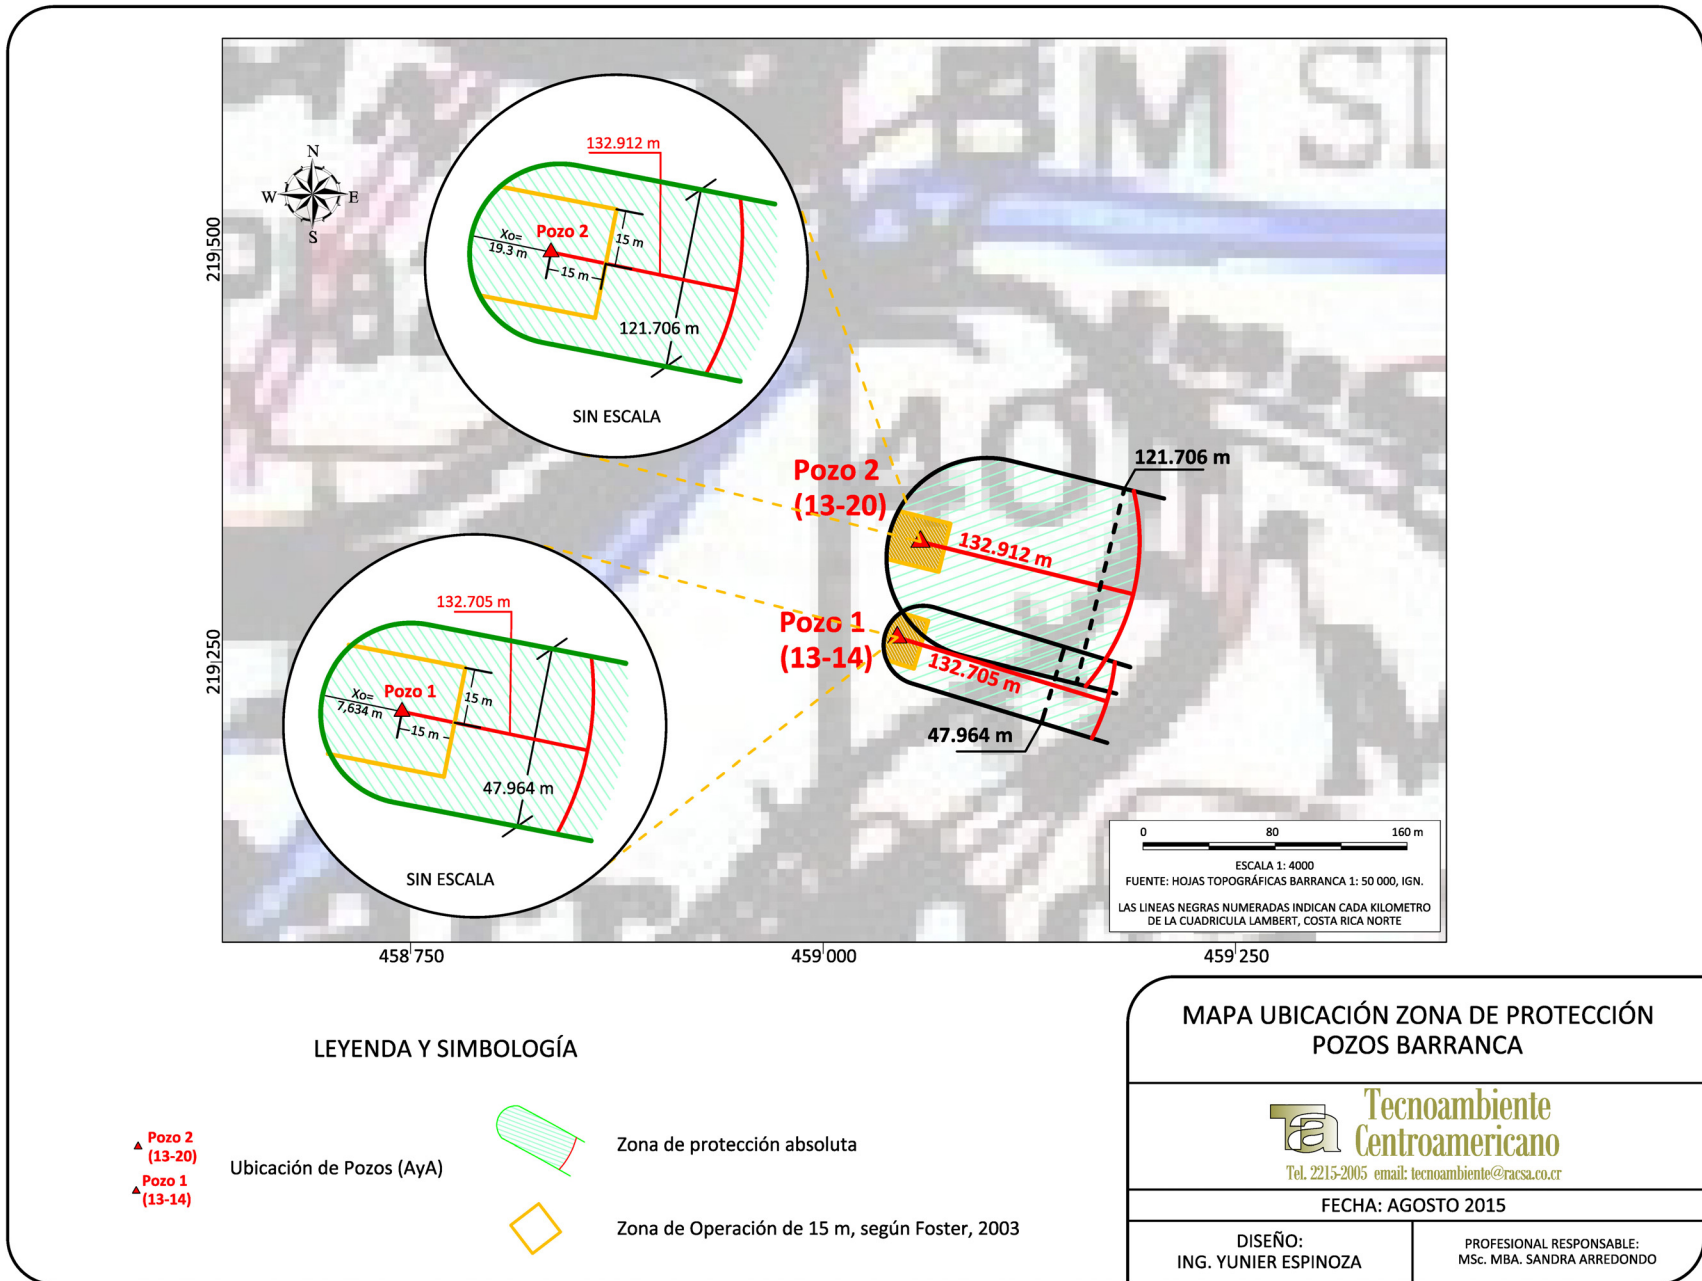 N
W
E
S
132.912 m
Xo=
19.3 m
Pozo 2
15 m
15 m
121.706 m
SIN ESCALA
132.705 m
Xo=
7,634 m
Pozo 1
15 m
15 m
47.964 m
SIN ESCALA
Pozo 2
(13-20)
132.912 m
121.706 m
Pozo 1
(13-14)
132.705 m
47.964 m
219 500
219 250
458 750
459 000
459 250
0 80 160 m
ESCALA 1: 4000
FUENTE: HOJAS TOPOGRÁFICAS BARRANCA 1: 50 000, IGN.
LAS LINEAS NEGRAS NUMERADAS INDICAN CADA KILOMETRO
DE LA CUADRICULA LAMBERT, COSTA RICA NORTE
LEYENDA Y SIMBOLOGÍA
Pozo 2
(13-20)
Pozo 1
(13-14)
Ubicación de Pozos (AyA)
Zona de protección absoluta
Zona de Operación de 15 m, según Foster, 2003
MAPA UBICACIÓN ZONA DE PROTECCIÓN
POZOS BARRANCA
Ta
Tecnoambiente
Centroamericano
Tel. 2215-2005 email: tecnoambiente@racsa.co.cr
FECHA: AGOSTO 2015
DISEÑO:
ING. YUNIER ESPINOZA
PROFESIONAL RESPONSABLE:
MSc. MBA. SANDRA ARREDONDO